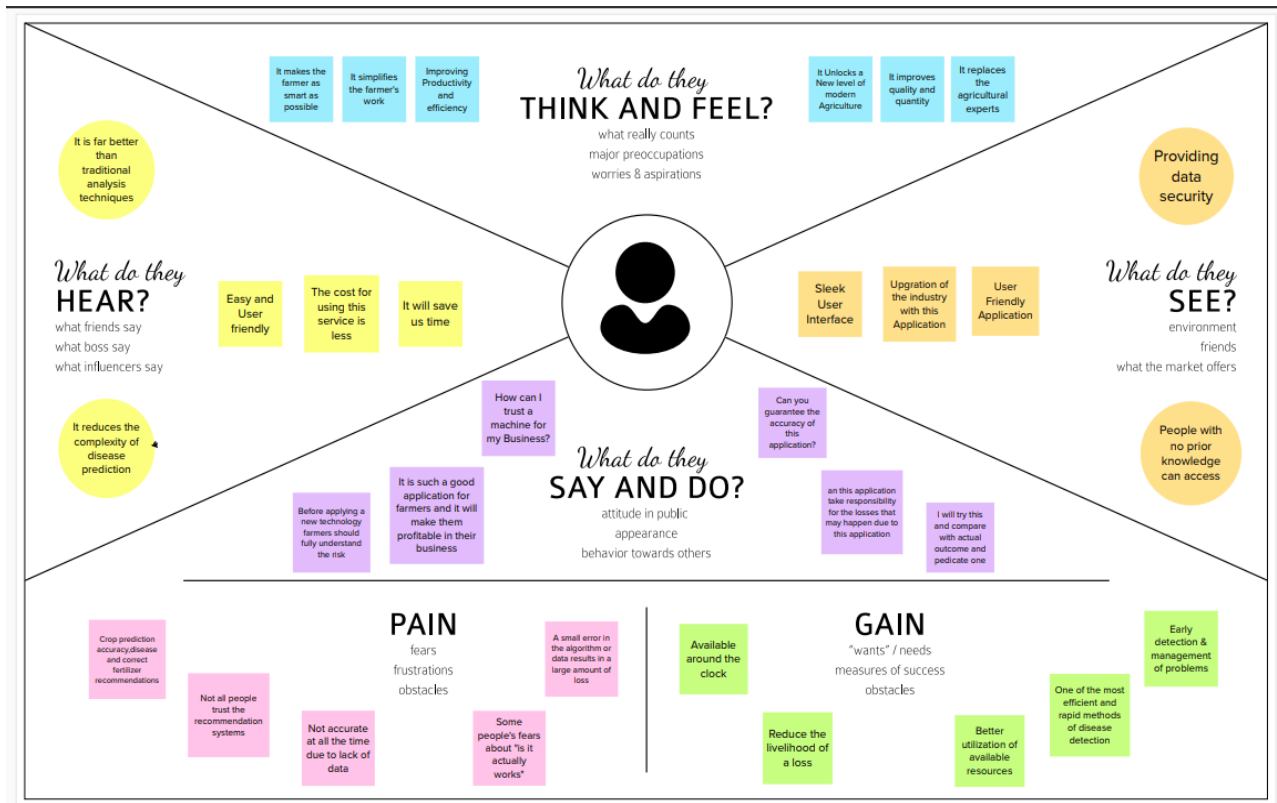 It makes the
farmer as
smart as
possible
It simplifies
the farmer's
work
Improving
Productivity
and
efficiency
What do they
THINK AND FEEL?
what really counts
major preoccupations
worries & aspirations
It Unlocks a
New level of
modern
Agriculture
It improves
quality and
quantity
It replaces
the
agricultural
experts
It is far better
than
traditional
analysis
techniques
What do they
HEAR?
what friends say
what boss say
what influencers say
Easy and
User
friendly
The cost for
using this
service is
less
It will save
us time
It reduces the
complexity of
disease
prediction
Providing
data
security
Sleek
User
Interface
Upgration of
the industry
with this
Application
User
Friendly
Application
What do they
SEE?
environment
friends
what the market offers
People with
no prior
knowledge
can access
How can I
trust a
machine for
my Business?
Can you
guarantee the
accuracy of
this
application?
What do they
SAY AND DO?
attitude in public
appearance
behavior towards others
Before applying a
new technology
farmers should
fully understand
the risk
It is such a good
application for
farmers and it will
make them
profitable in their
business
an this application
take responsibility
for the losses that
may happen due to
this application
I will try this
and compare
with actual
outcome and
pedicate one
PAIN
fears
frustrations
obstacles
Crop prediction
accuracy,disease
and correct
fertilizer
recommendations
Not all people
trust the
recommendation
systems
Not accurate
at all the time
due to lack of
data
Some
people's fears
about "is it
actually
works"
A small error in
the algorithm or
data results in a
large amount of
loss
GAIN
"wants" / needs
measures of success
obstacles
Available
around the
clock
Reduce the
livelihood of
a loss
Better
utilization of
available
resources
One of the most
efficient and
rapid methods
of disease
detection
Early
detection &
management
of problems